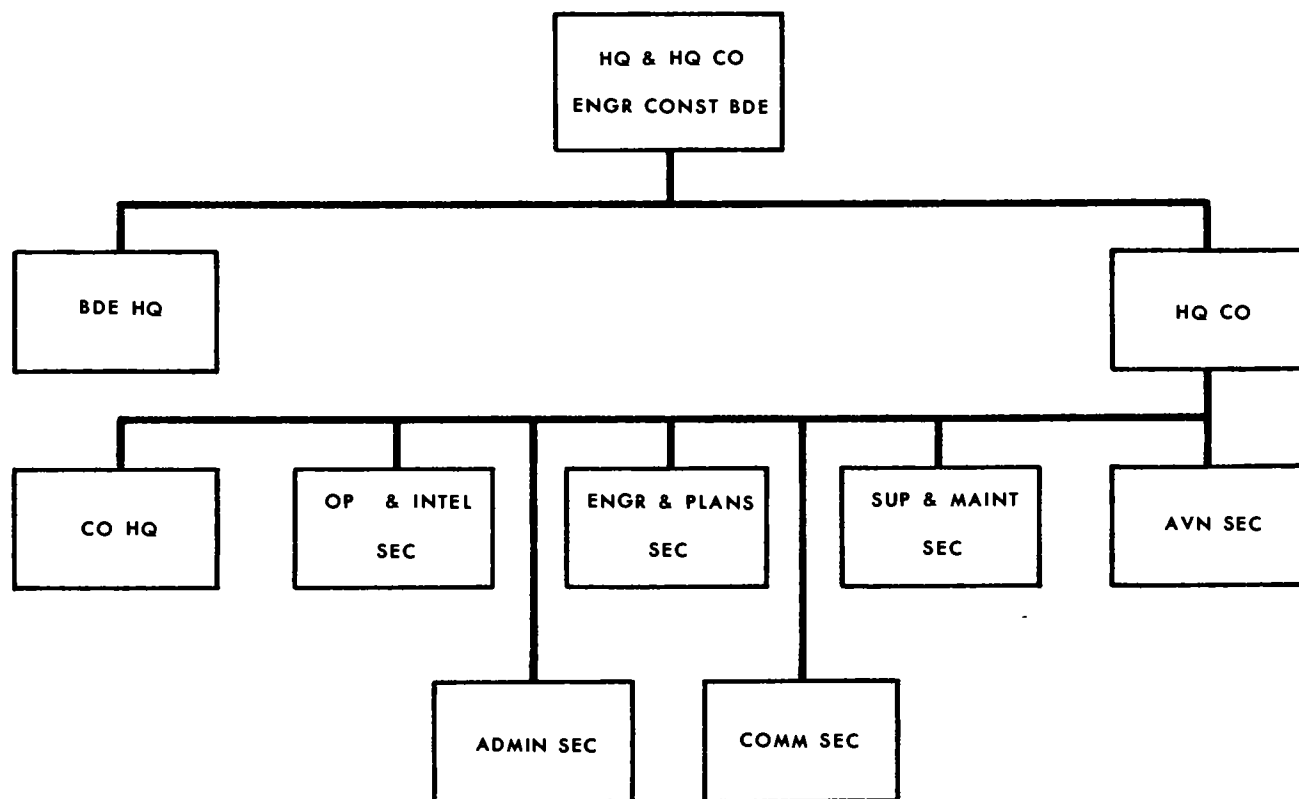 HQ & HQ CO
ENGR CONST BDE
BDE HQ
HQ CO
CO HQ
OP & INTEL
SEC
ENGR & PLANS
SEC
SUP & MAINT
SEC
AVN SEC
ADMIN SEC
COMM SEC